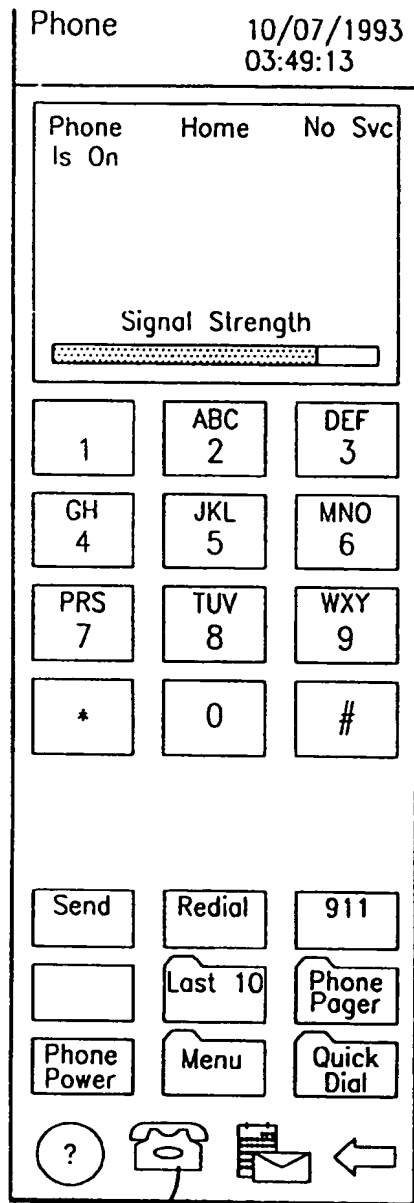 Phone 10/07/1993
03:49:13
Phone Home No Svc
Is On
Signal Strength
ABC DEF
1 2 3
GH JKL MNO
4 5 6
PRS TUV WXY
7 8 9
* 0 #
Send Redial 911
Last 10 Phone
Pager
Phone Menu Quick
Power Dial
?